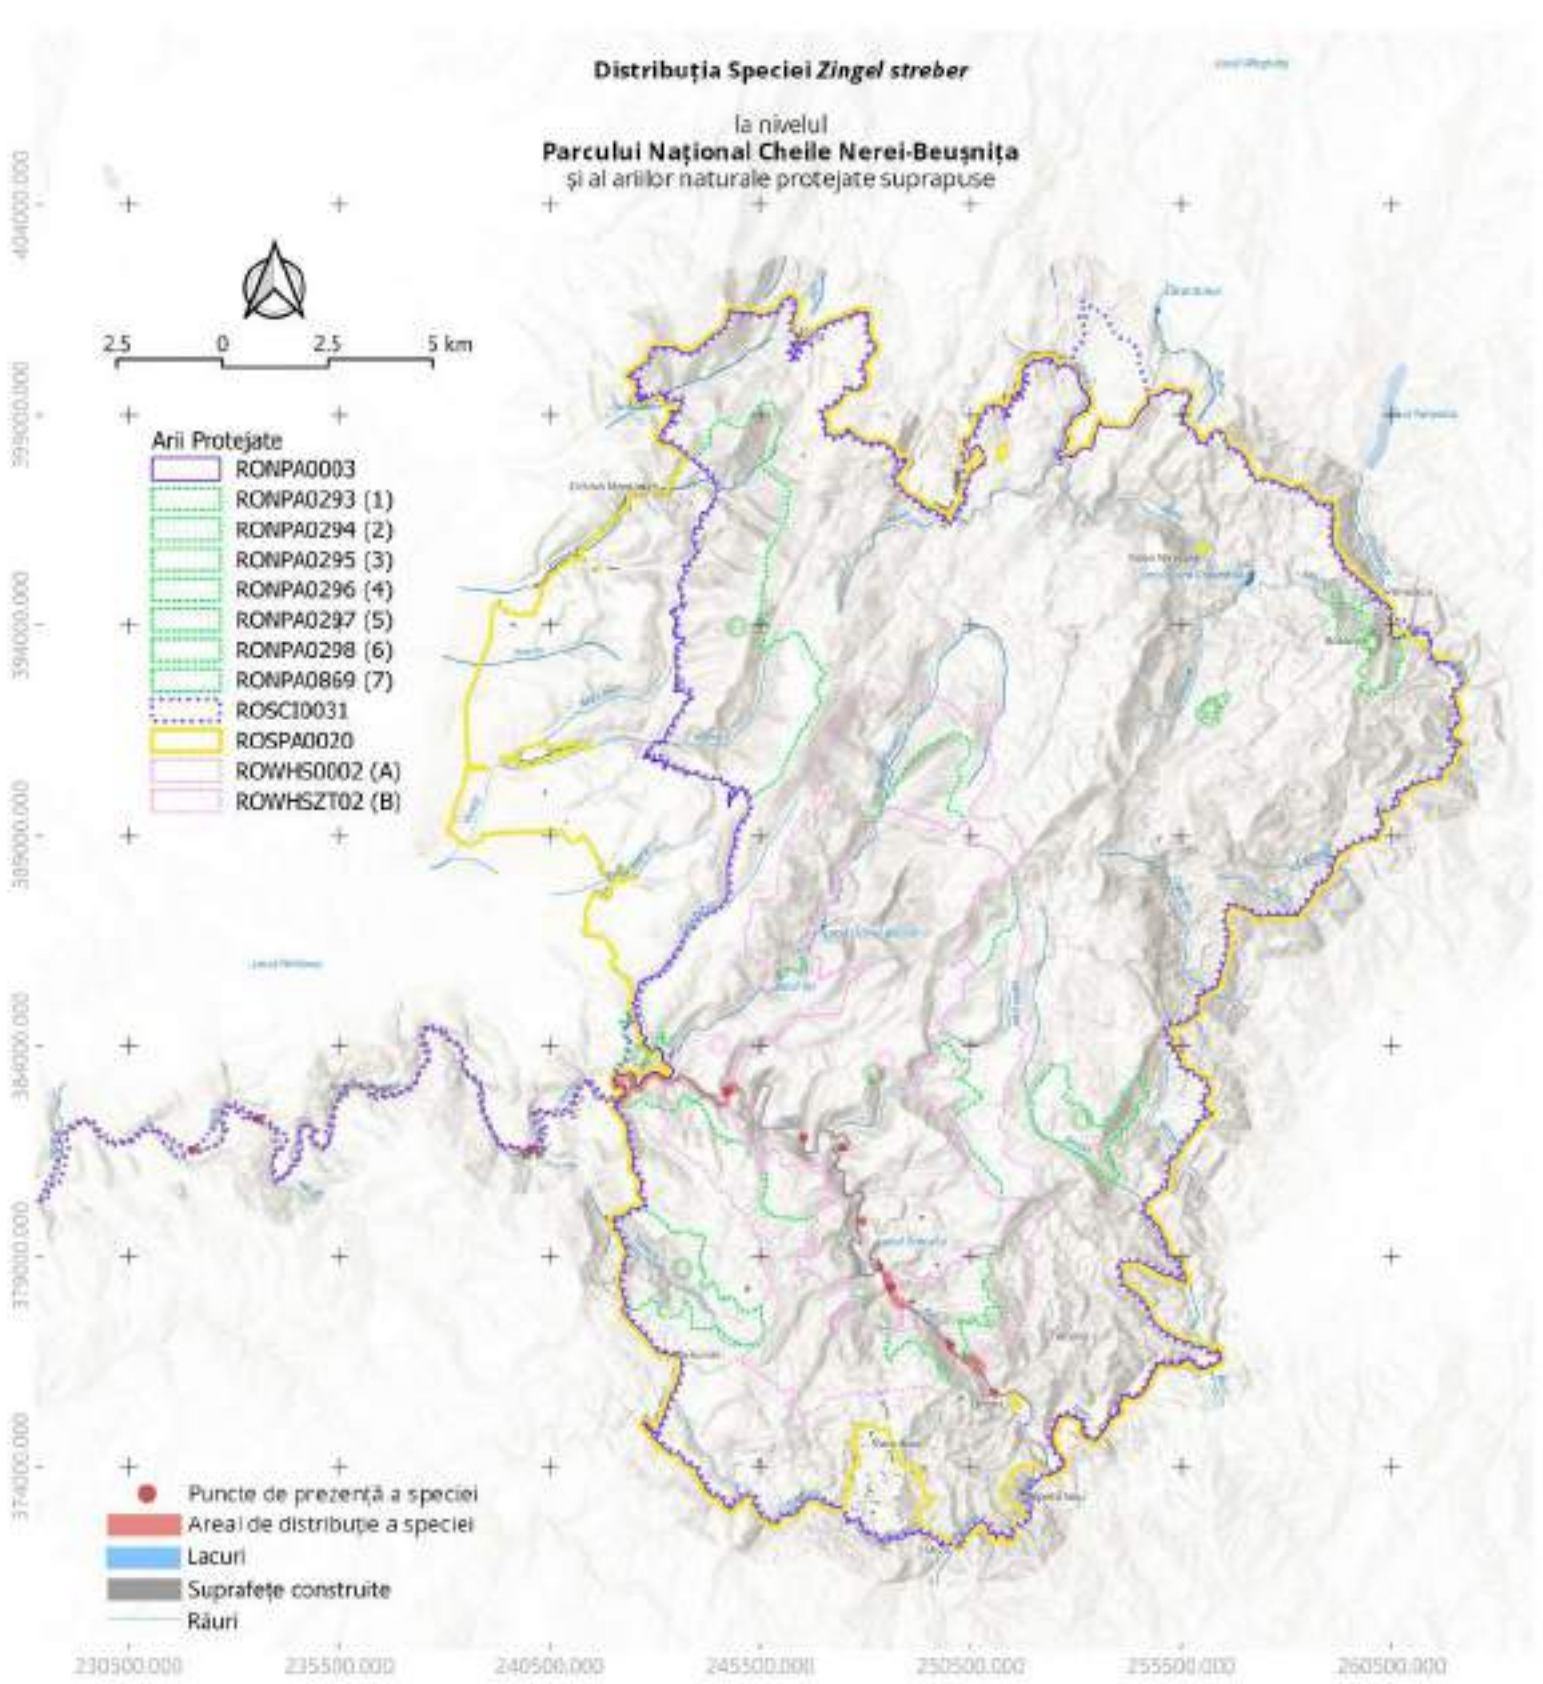 Distribuția Speciei Zingel streber
la nivelul
Parcului Național Cheile Nerei-Beușnița
și al ariilor naturale protejate suprapuse
404000.000
399000.000
394000.000
389000.000
384000.000
379000.000
374000.000
2.5 0 2.5 5 km
Arii Protejate
RONPA0003
RONPA0293 (1)
RONPA0294 (2)
RONPA0295 (3)
RONPA0296 (4)
RONPA0297 (5)
RONPA0298 (6)
RONPA0869 (7)
ROSCI0031
ROSPA0020
ROWHS0002 (A)
ROWHSZT02 (B)
Puncte de prezență a speciei
Areal de distribuție a speciei
Lacuri
Suprafețe construite
Râuri
230500.000 235500.000 240500.000 245500.000 250500.000 255500.000 260500.000